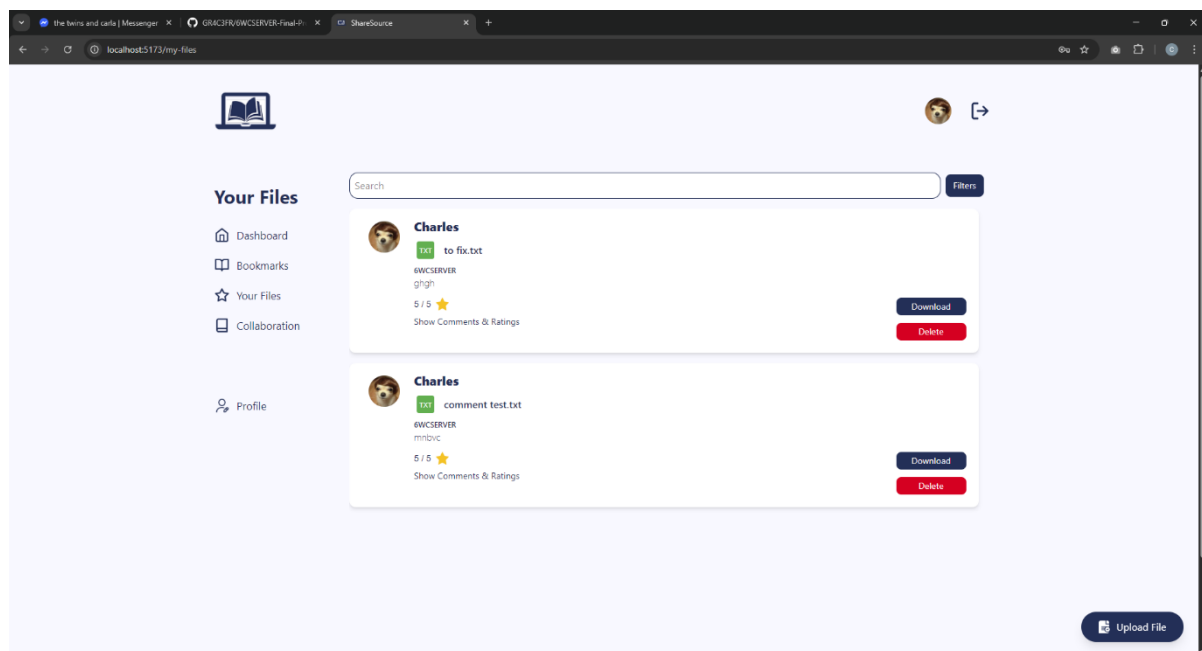 the twins and carla | Messenger
GR4C3FR/6WCSERVER-Final-Pr
ShareSource
localhost:5173/my-files
Your Files
Dashboard
Bookmarks
Your Files
Collaboration
Profile
Search
Filters
Charles
TXT to fix.txt
6WCSERVER
ghgh
5 / 5
Show Comments & Ratings
Download
Delete
Charles
TXT comment test.txt
6WCSERVER
mnbvc
5 / 5
Show Comments & Ratings
Download
Delete
Upload File